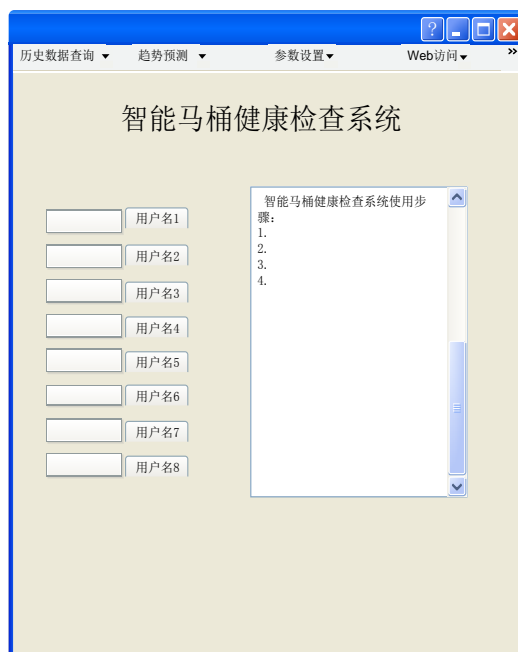 历史数据查询 趋势预测 参数设置 Web访问
智能马桶健康检查系统
智能马桶健康检查系统使用步
骤：
1.
2.
3.
4.
用户名1
用户名2
用户名3
用户名4
用户名5
用户名6
用户名7
用户名8